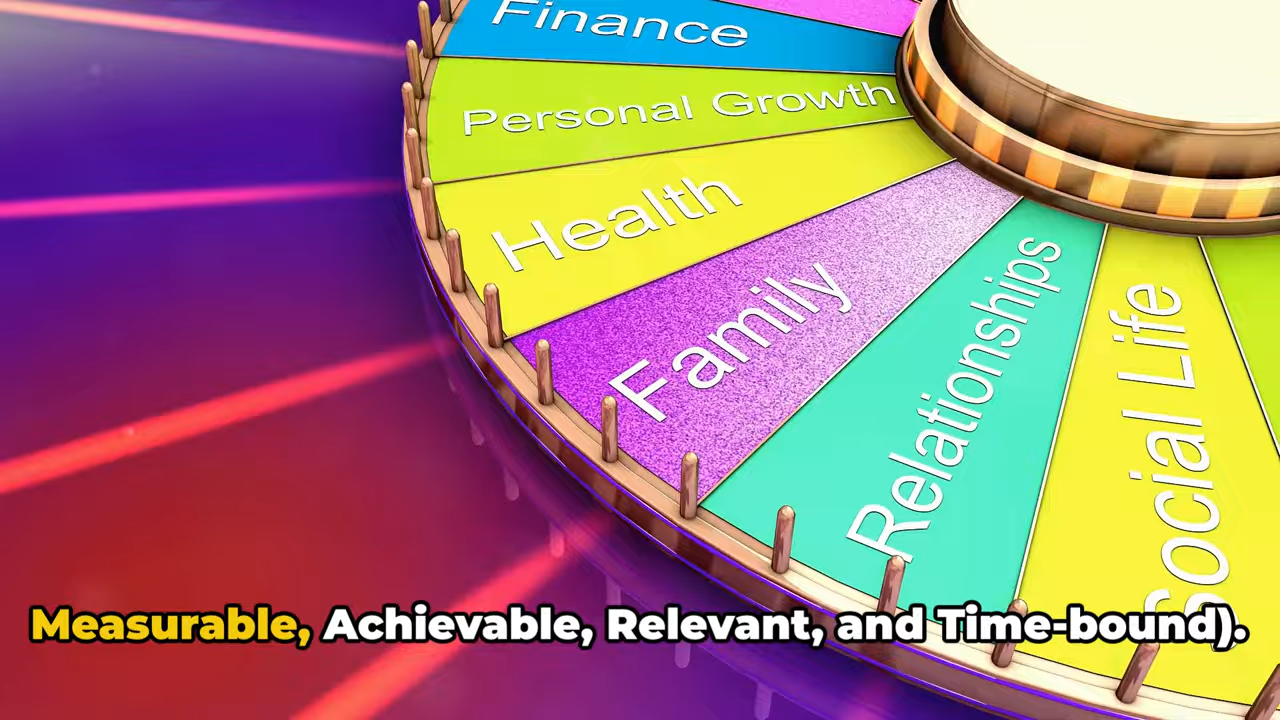 Finance
Personal Growth
Health
Family
Relationships
Social Life
Measurable, Achievable, Relevant, and Time-bound).